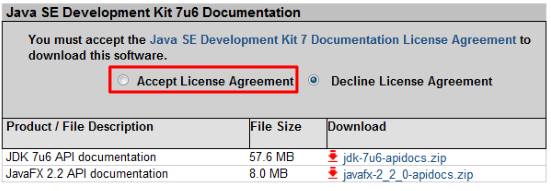 Java SE Development Kit 7u6 Documentation
You must accept the Java SE Development Kit 7 Documentation License Agreement to
download this software.
Accept License Agreement Decline License Agreement
Product / File Description File Size Download
JDK 7u6 API documentation 57.6 MB jdk-7u6-apidocs.zip
JavaFX 2.2 API documentation 8.0 MB javafx-2_2_0-apidocs.zip